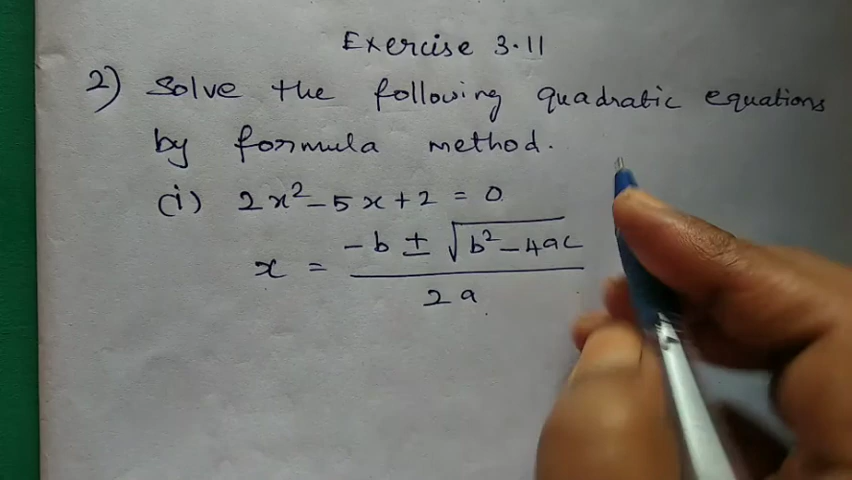 Exercise 3.11
2) Solve the following quadratic equations
by formula method.
(i) 2x² - 5x + 2 = 0
x = (-b ± √(b² - 4ac)) / 2a